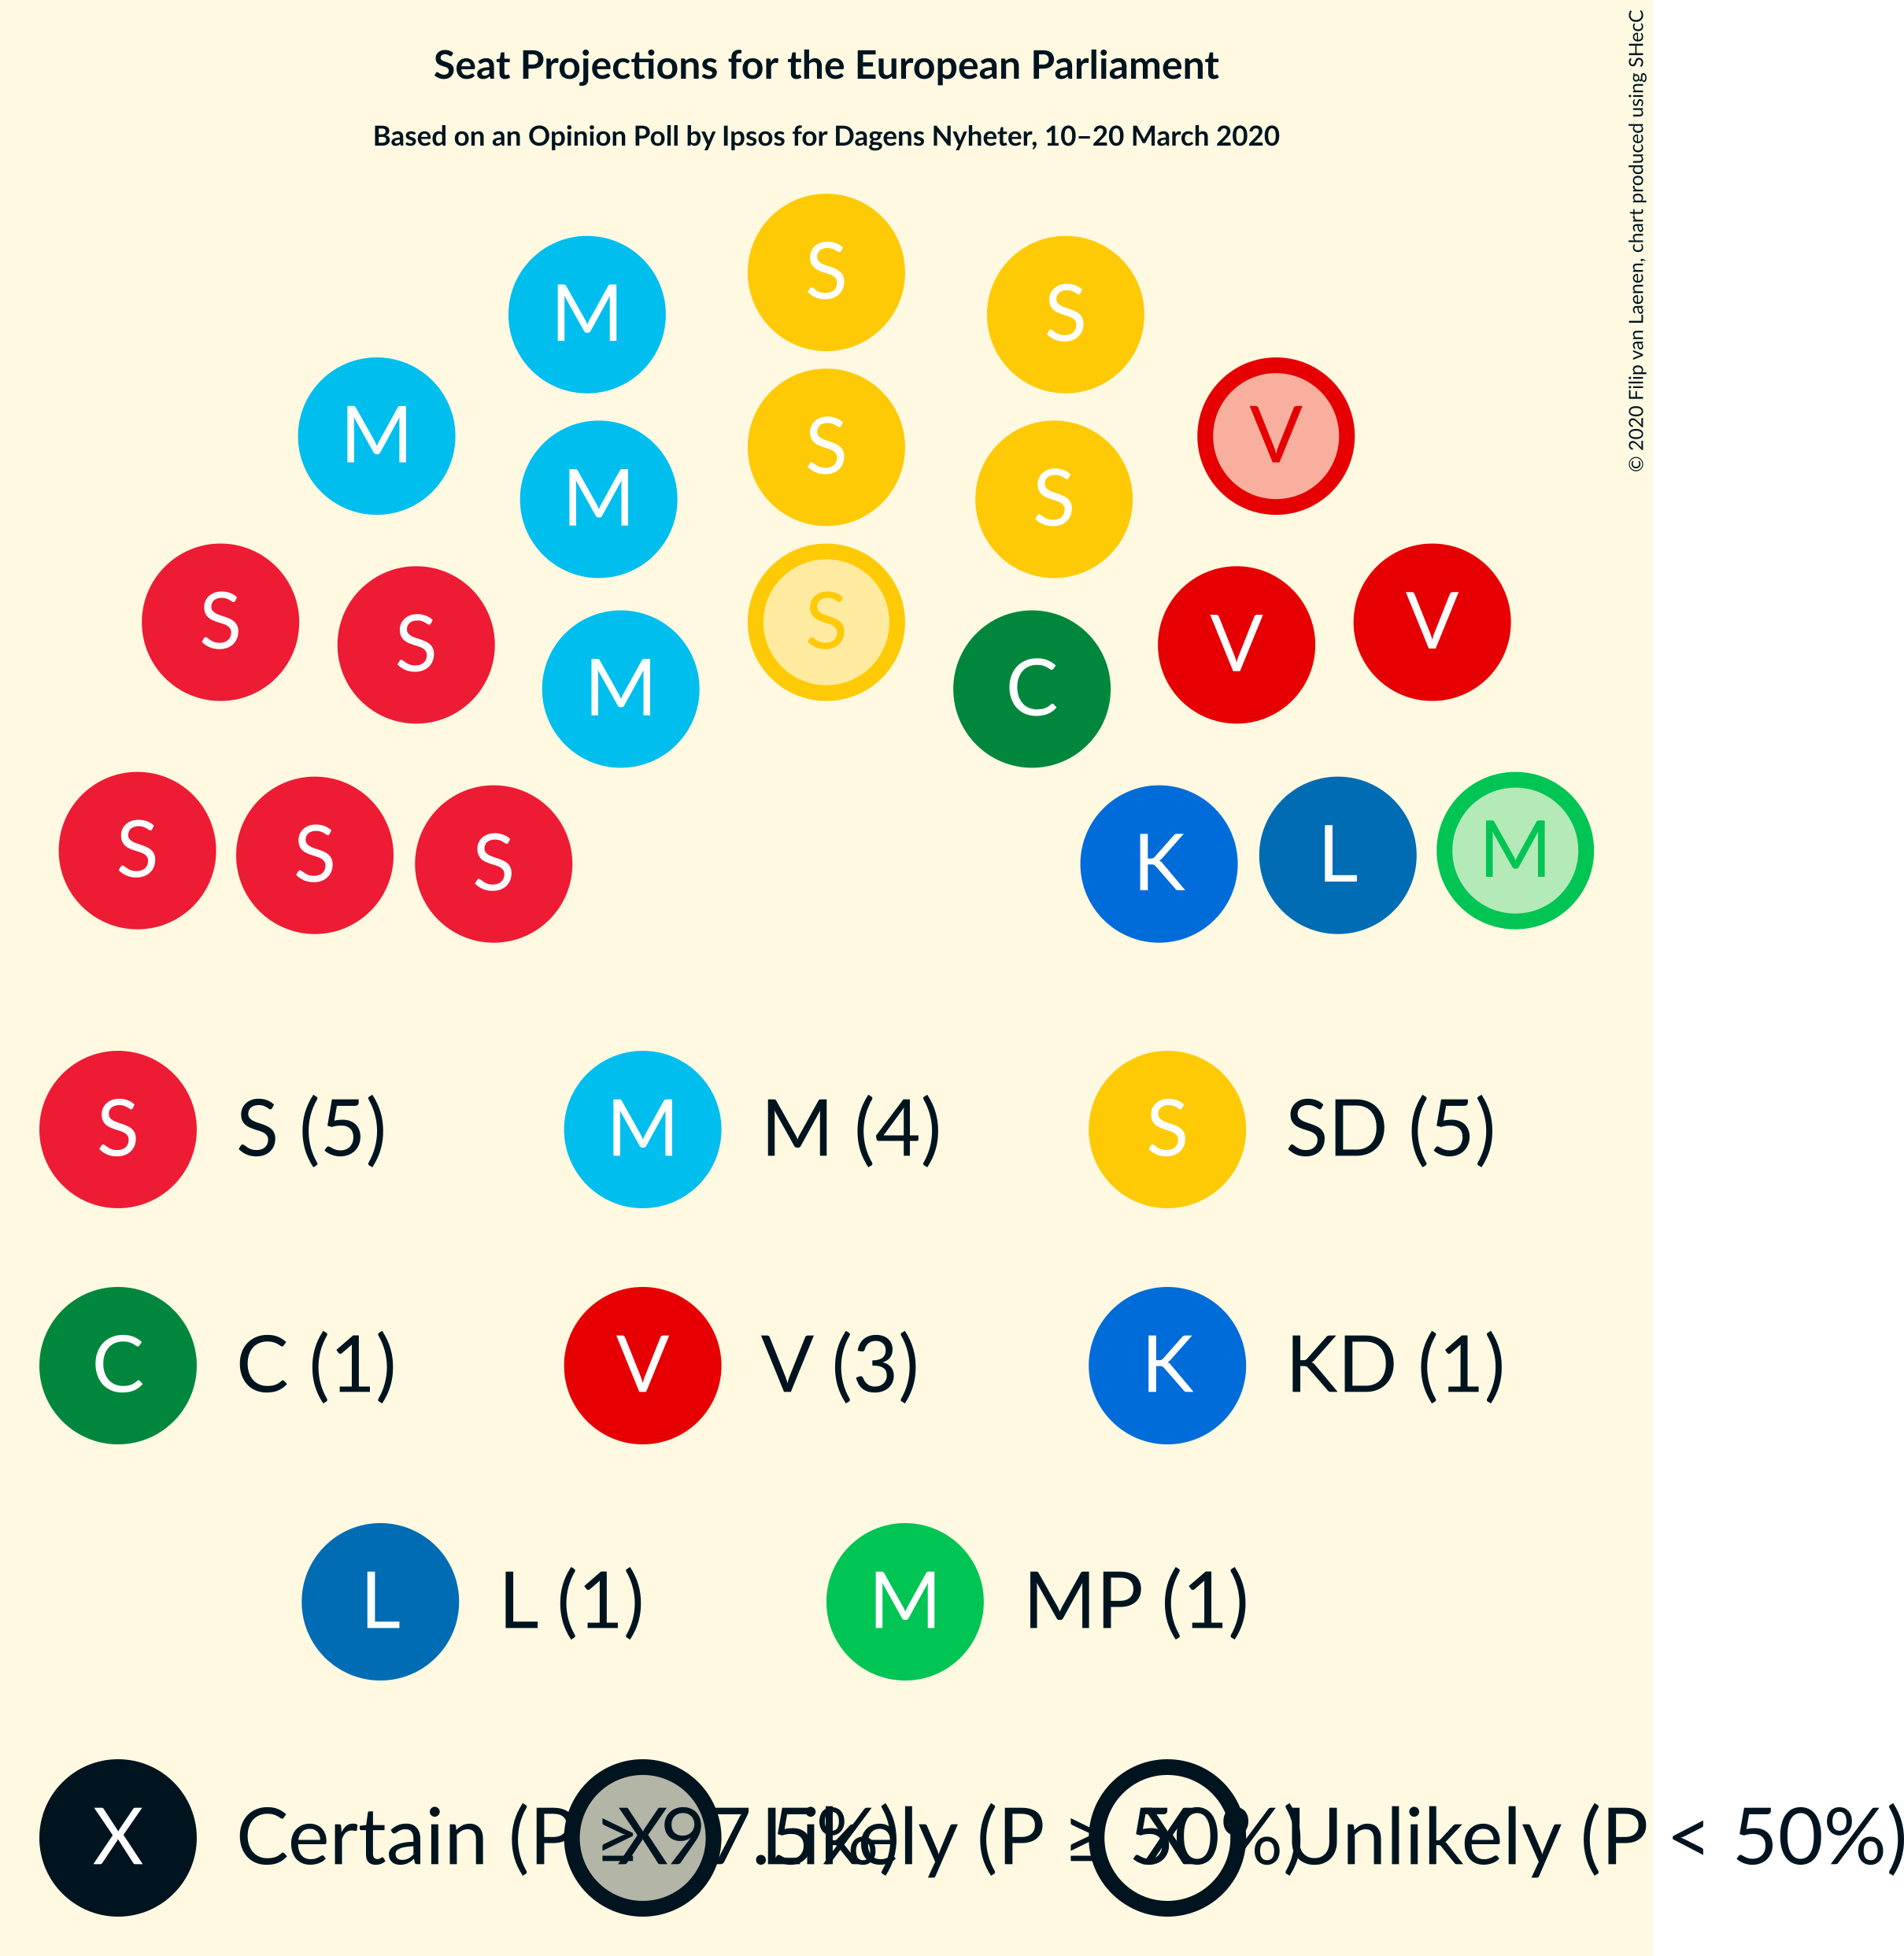 Seat Projections for the European Parliament
Based on an Opinion Poll by Ipsos for Dagens Nyheter, 10–20 March 2020
© 2020 Filip van Laenen, chart produced using SHecC
S
M S
M S V
M S
S S V
S V
M C
S S S K L M
S S (5) M M (4) S SD (5)
C C (1) V V (3) K KD (1)
L L (1) M MP (1)
X Certain (P ≥ 97.5%) X Likely (P ≥ 50%) X Unlikely (P < 50%)